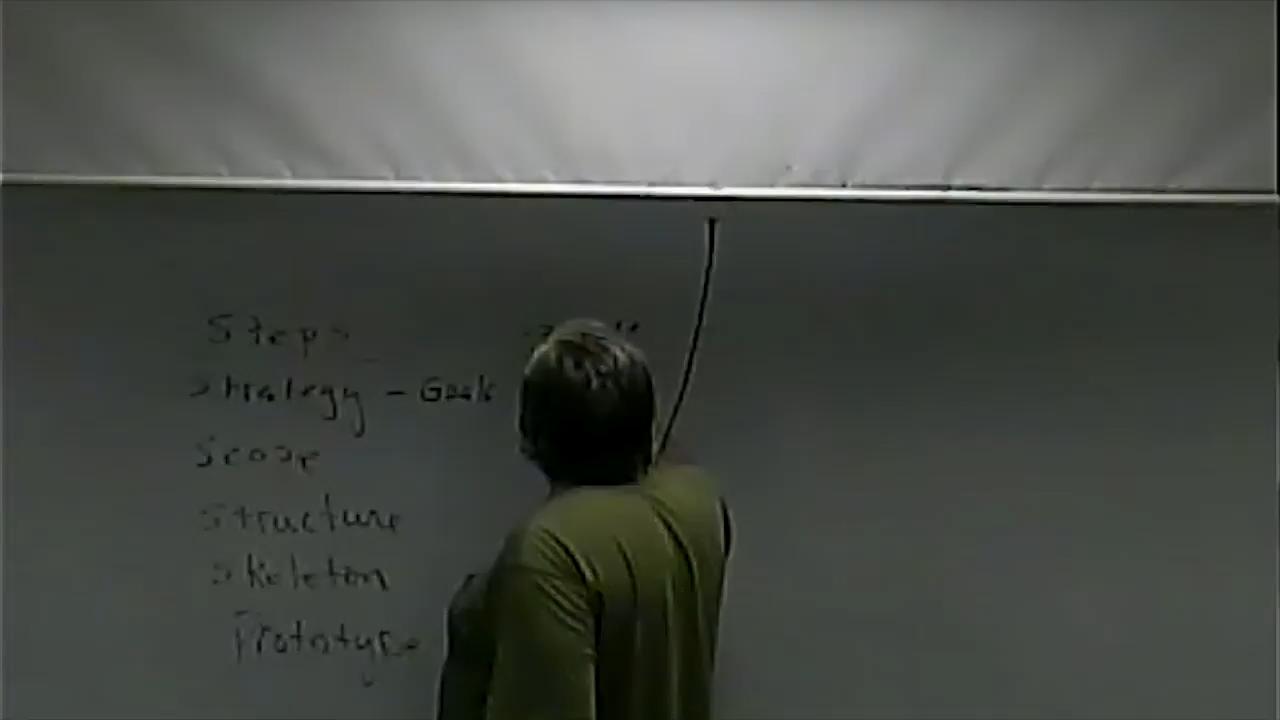 Steps
Strategy - Goals
Scope
Structure
Skeleton
Prototype